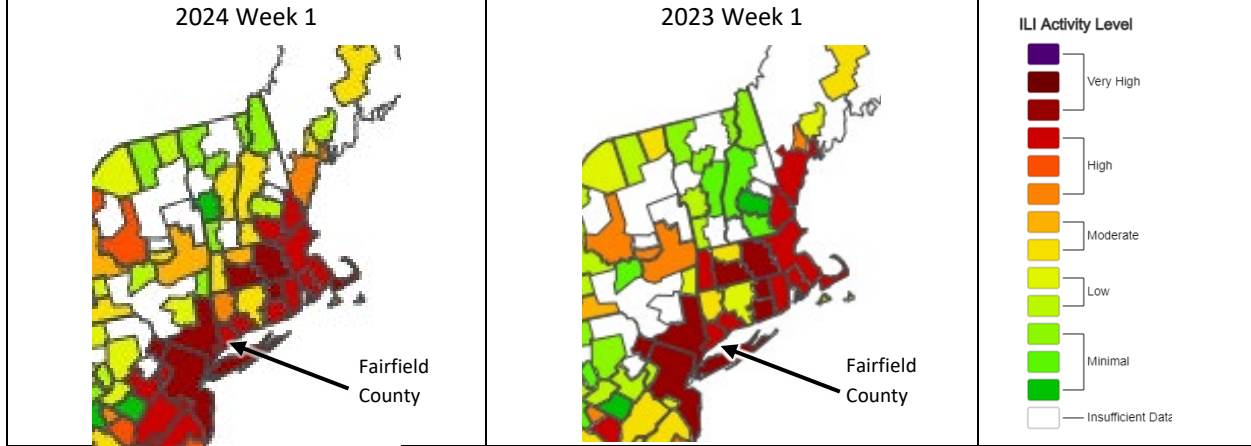 2024 Week 1
2023 Week 1
ILI Activity Level
Very High
High
Moderate
Low
Minimal
Insufficient Data
Fairfield
County
Fairfield
County